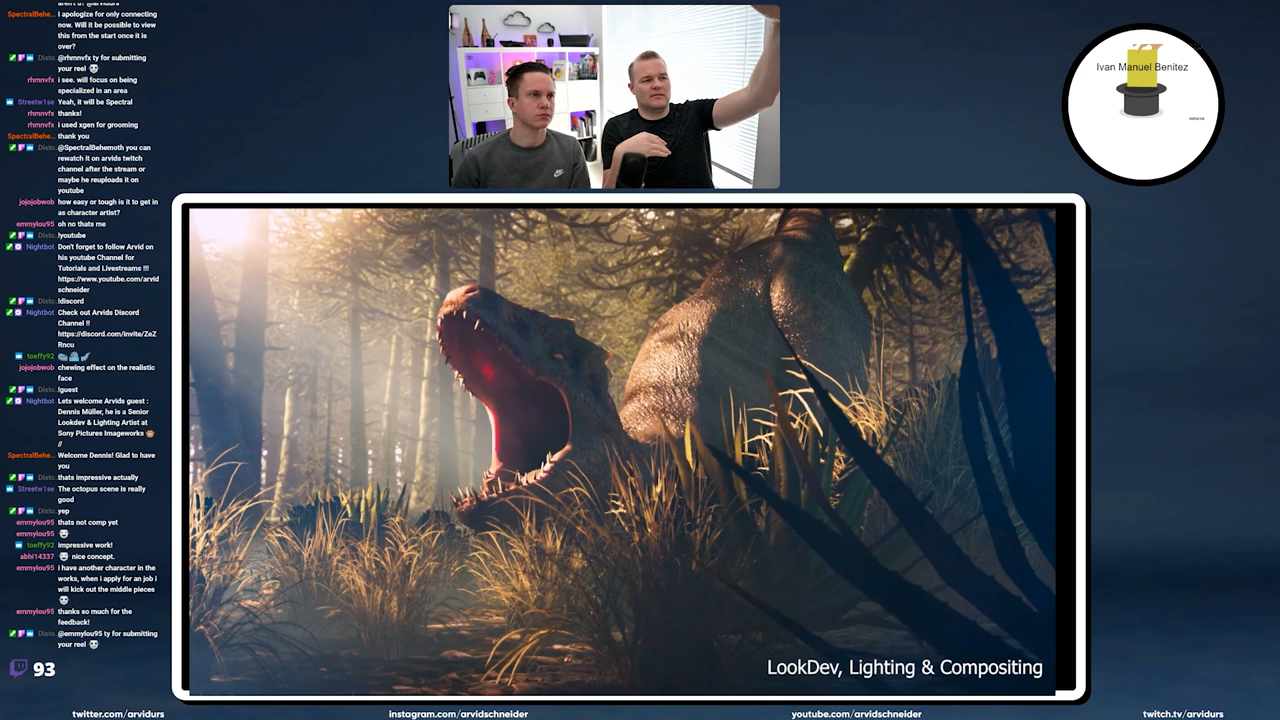 aren't u? @arvidurs
SpectralBehe... I apologize for only connecting
now. Will it be possible to view
this from the start once it is
over?
Disto. @rhmnvfx ty for submitting
your reel
rhmnvfx i see. will focus on being
specialized in an area
Streetw1se Yeah, it will be Spectral
rhmnvfx thanks!
rhmnvfx i used xgen for grooming
SpectralBehe... thank you
Disto. @SpectralBehemoth you can
rewatch it on arvids twitch
channel after the stream or
maybe he reuploads it on
youtube
jojojobwob how easy or tough is it to get in
as character artist?
emmylou95 oh no thats me
Disto. !youtube
Nightbot Don't forget to follow Arvid on
his youtube Channel for
Tutorials and Livestreams !!!
https://www.youtube.com/arvid
schneider
Disto. !discord
Nightbot Check out Arvids Discord
Channel !!
https://discord.com/invite/ZeZ
Rncu
toeffy92
jojojobwob chewing effect on the realistic
face
Disto. !guest
Nightbot Lets welcome Arvids guest :
Dennis Müller, he is a Senior
Lookdev & Lighting Artist at
Sony Pictures Imageworks
//
SpectralBehe... Welcome Dennis! Glad to have
you
Disto. thats impressive actually
Streetw1se The octopus scene is really
good
Disto. yep
emmylou95 thats not comp yet
emmylou95
toeffy92 impressive work!
abhi14337 nice concept.
emmylou95 i have another character in the
works, when i apply for an job i
will kick out the middle pieces
emmylou95 thanks so much for the
feedback!
Disto. @emmylou95 ty for submitting
your reel
93
Ivan Manuel Benitez
LookDev, Lighting & Compositing
twitter.com/arvidurs
instagram.com/arvidschneider
youtube.com/arvidschneider
twitch.tv/arvidurs